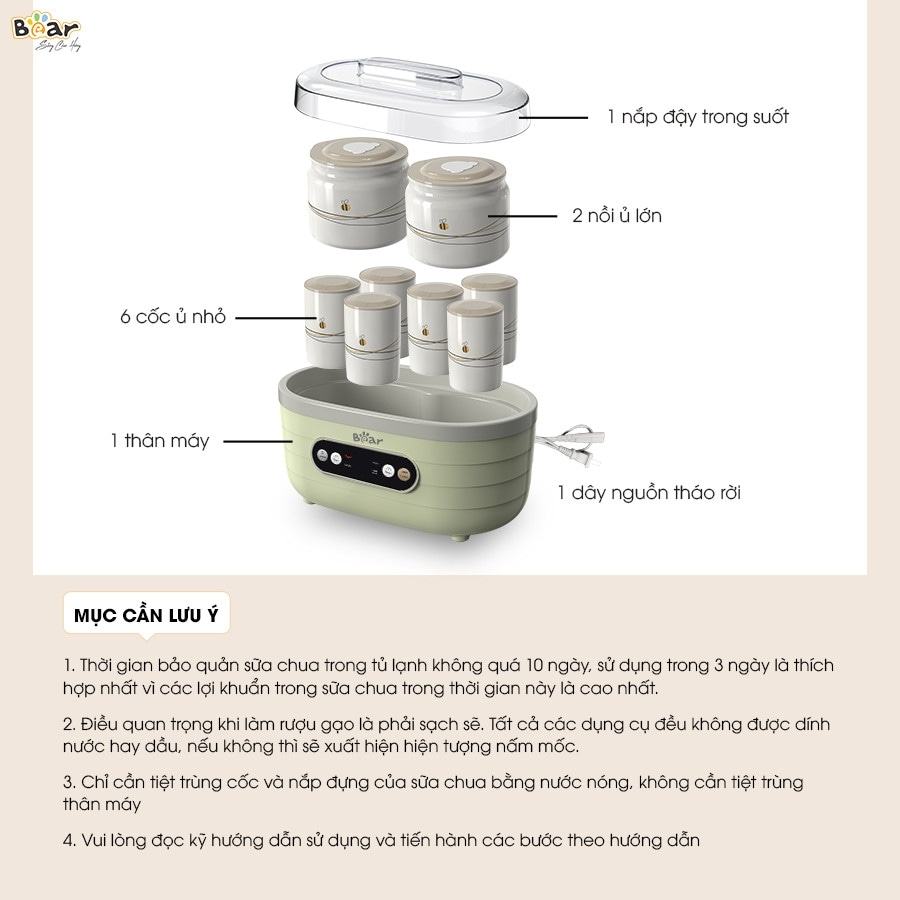 Bear
Sống Cùng Hứng
1 nắp đậy trong suốt
2 nồi ủ lớn
6 cốc ủ nhỏ
1 thân máy
Bear
1 dây nguồn tháo rời
MỤC CẦN LƯU Ý
1. Thời gian bảo quản sữa chua trong tủ lạnh không quá 10 ngày, sử dụng trong 3 ngày là thích
hợp nhất vì các lợi khuẩn trong sữa chua trong thời gian này là cao nhất.
2. Điều quan trọng khi làm rượu gạo là phải sạch sẽ. Tất cả các dụng cụ đều không được dính
nước hay dầu, nếu không thì sẽ xuất hiện hiện tượng nấm mốc.
3. Chỉ cần tiệt trùng cốc và nắp đựng của sữa chua bằng nước nóng, không cần tiệt trùng
thân máy
4. Vui lòng đọc kỹ hướng dẫn sử dụng và tiến hành các bước theo hướng dẫn